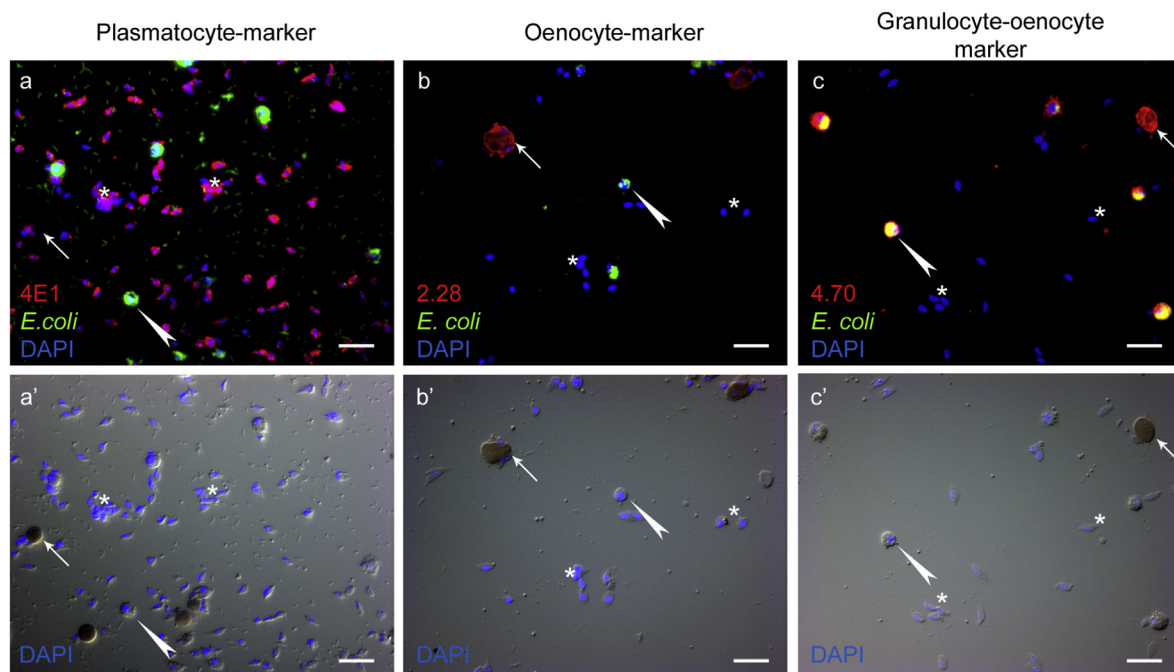 Plasmatocyte-marker
Oenocyte-marker
Granulocyte-oenocyte
marker
a
b
c
*
*
*
*
*
*
4E1
E.coli
DAPI
2.28
E. coli
DAPI
4.70
E. coli
DAPI
a’
b’
c’
*
*
*
*
*
*
DAPI
DAPI
DAPI